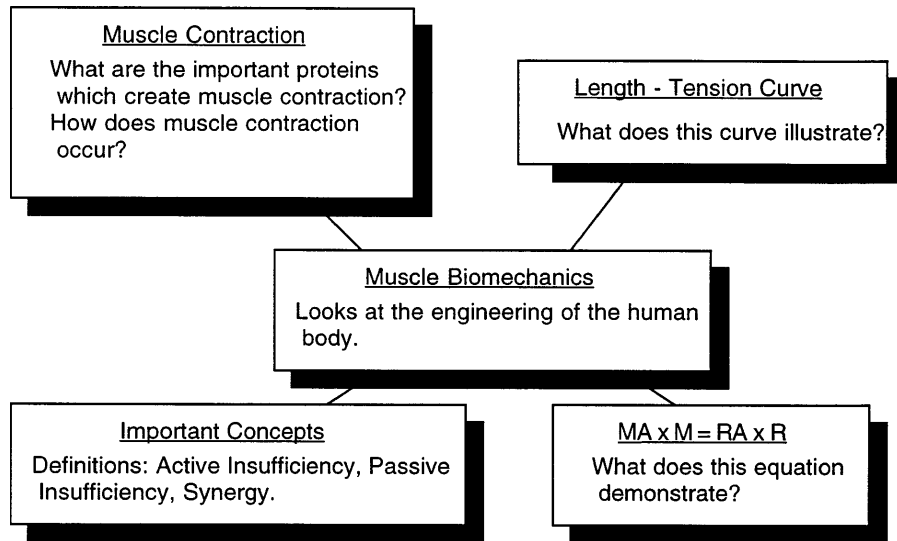 Muscle Contraction
What are the important proteins
which create muscle contraction?
How does muscle contraction
occur?
Length - Tension Curve
What does this curve illustrate?
Muscle Biomechanics
Looks at the engineering of the human
body.
Important Concepts
Definitions: Active Insufficiency, Passive
Insufficiency, Synergy.
MA x M = RA x R
What does this equation
demonstrate?